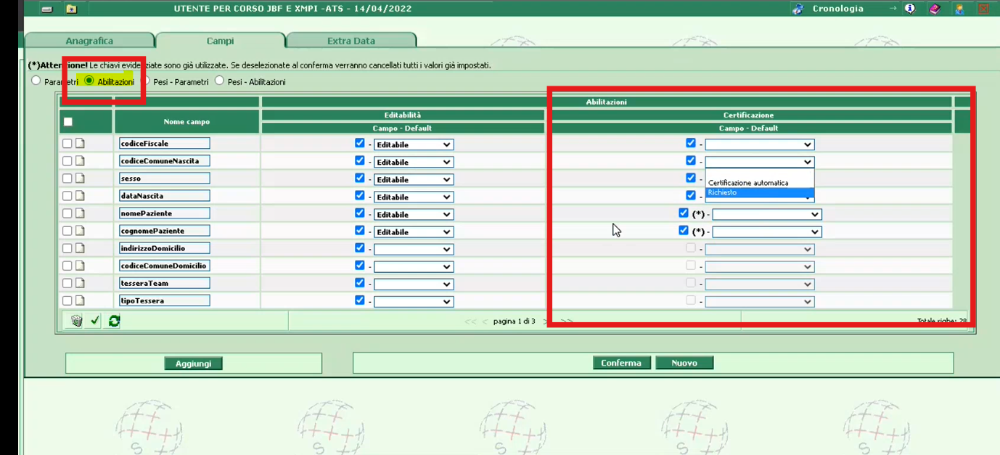 UTENTE PER CORSO JBF E XMPI -ATS - 14/04/2022 Cronologia
Anagrafica Campi Extra Data
(*)Attenzione! Le chiavi evidenziate sono già utilizzate. Se deselezionate al conferma verranno cancellati tutti i valori già impostati.
Parametri Abilitazioni Pesi - Parametri Pesi - Abilitazioni
Abilitazioni
Nome campo Editabilità Certificazione
Campo - Default Campo - Default
codiceFiscale - Editabile -
codiceComuneNascita - Editabile -
sesso - Editabile - Certificazione automatica
dataNascita - Editabile - Richiesto
nomePaziente - Editabile (*) -
cognomePaziente - Editabile (*) -
indirizzoDomicilio - -
codiceComuneDomicilio - -
tesseraTeam - -
tipoTessera - -
<< < pagina 1 di 3 > >> Totale righe: 28
Aggiungi Conferma Nuovo
S S S S S